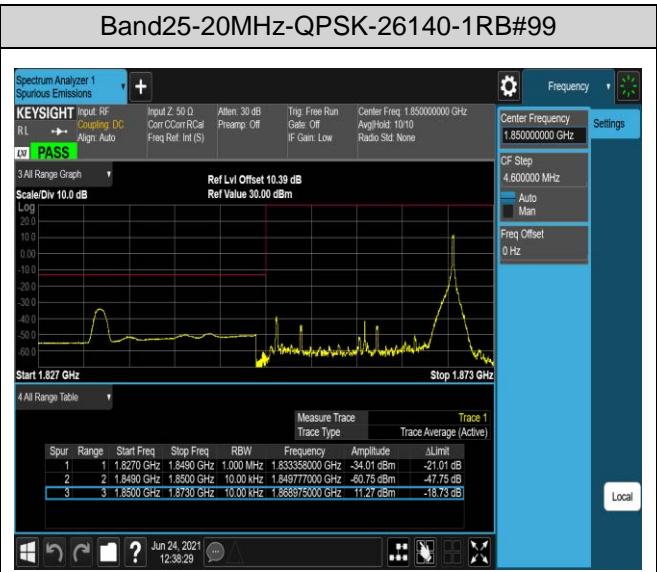 Band25-20MHz-QPSK-26140-1RB#99
Spectrum Analyzer 1
Spurious Emissions
+
Frequency
KEYSIGHT
RL
LXI
PASS
Input: RF
Coupling: DC
Align: Auto
Input Z: 50 Ω
Corr CCorr RCal
Freq Ref: Int (S)
Atten: 30 dB
Preamp: Off
Trig: Free Run
Gate: Off
IF Gain: Low
Center Freq: 1.850000000 GHz
Avg|Hold: 10/10
Radio Std: None
Center Frequency
1.850000000 GHz
Settings
CF Step
4.600000 MHz
Auto
Man
Freq Offset
0 Hz
3 All Range Graph
Scale/Div 10.0 dB
Ref Lvl Offset 10.39 dB
Ref Value 30.00 dBm
Log
20.0
10.0
0.00
-10.0
-20.0
-30.0
-40.0
-50.0
-60.0
Start 1.827 GHz
Stop 1.873 GHz
4 All Range Table
Measure Trace Trace 1
Trace Type Trace Average (Active)
Spur Range Start Freq Stop Freq RBW Frequency Amplitude ΔLimit
1 1 1.8270 GHz 1.8490 GHz 1.000 MHz 1.833358000 GHz -34.01 dBm -21.01 dB
2 2 1.8490 GHz 1.8500 GHz 10.00 kHz 1.849777000 GHz -60.75 dBm -47.75 dB
3 3 1.8500 GHz 1.8730 GHz 10.00 kHz 1.868975000 GHz 11.27 dBm -18.73 dB
Local
?
Jun 24, 2021
12:38:29